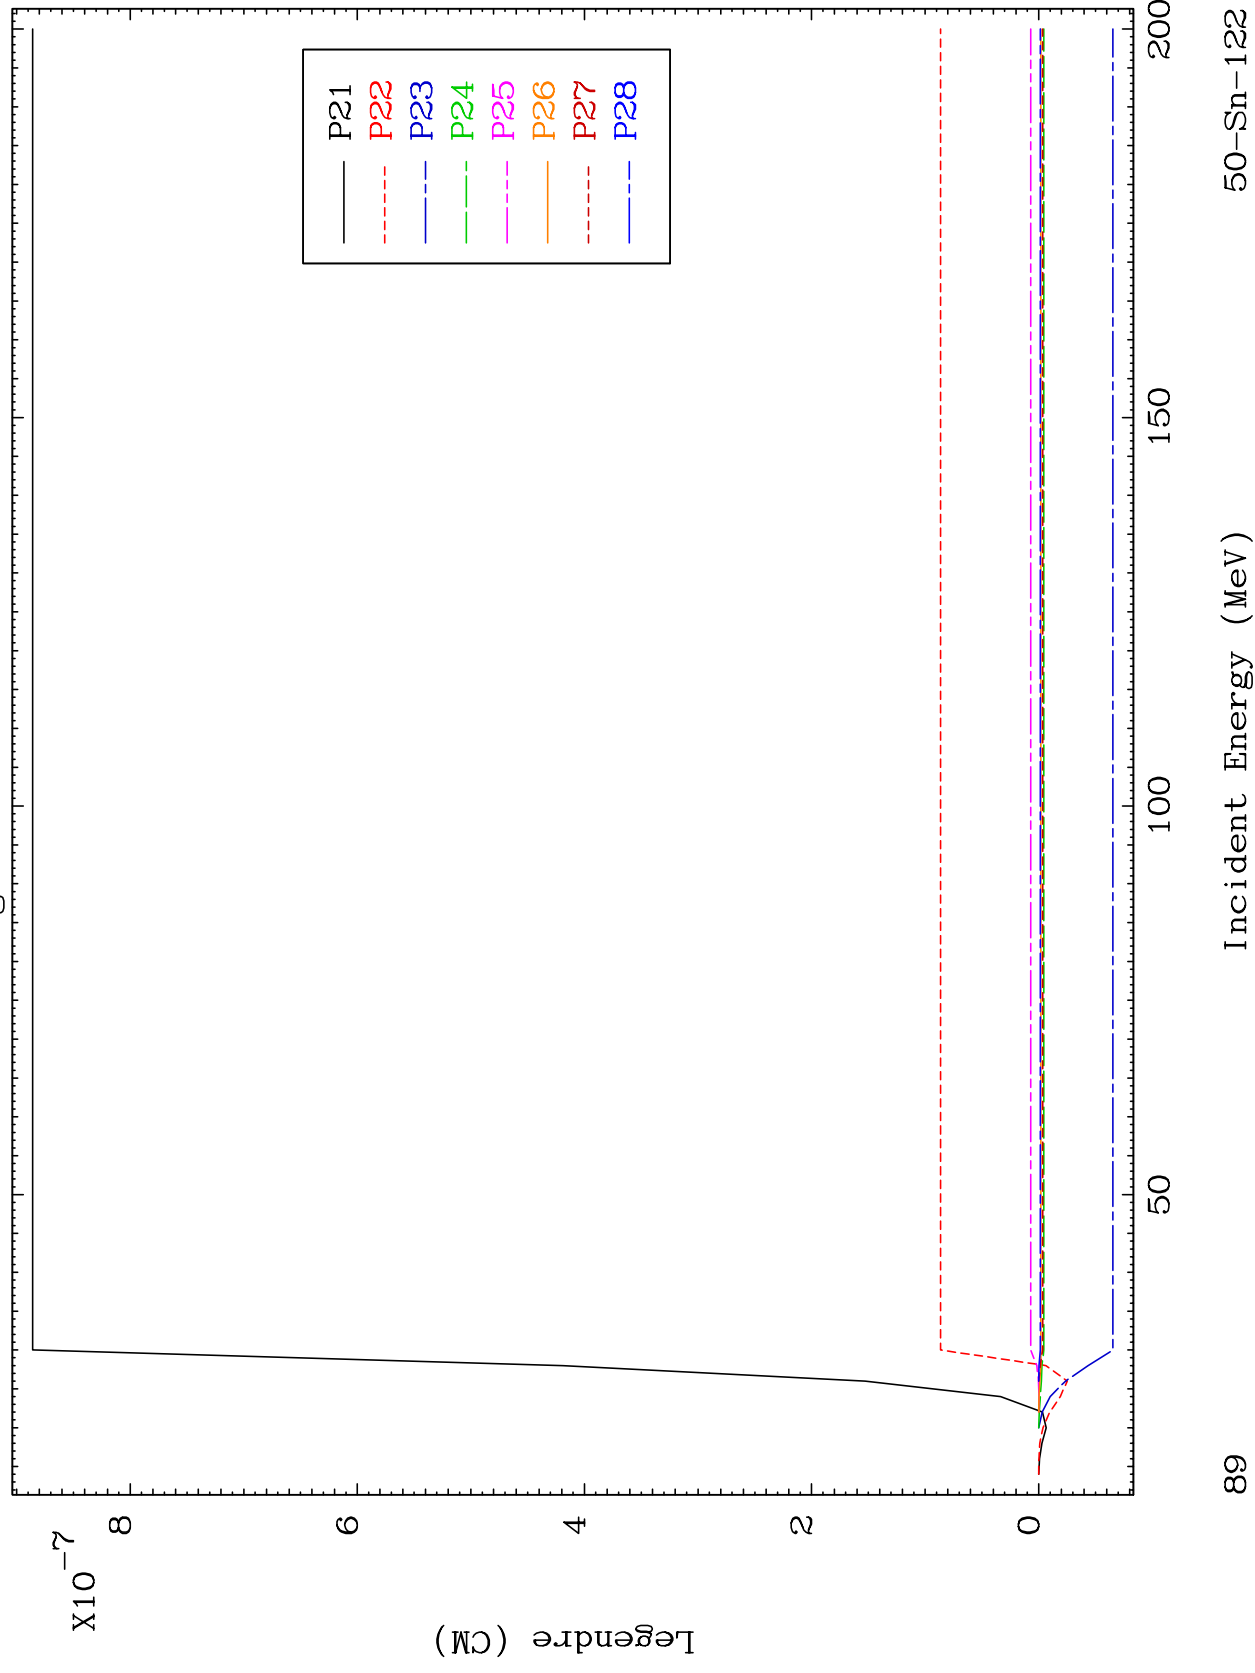 X10-7
8
6
4
2
0
Legendre (CM)
P21
P22
P23
P24
P25
P26
P27
P28
50
100
150
200
89
Incident Energy (MeV)
50-Sn-122